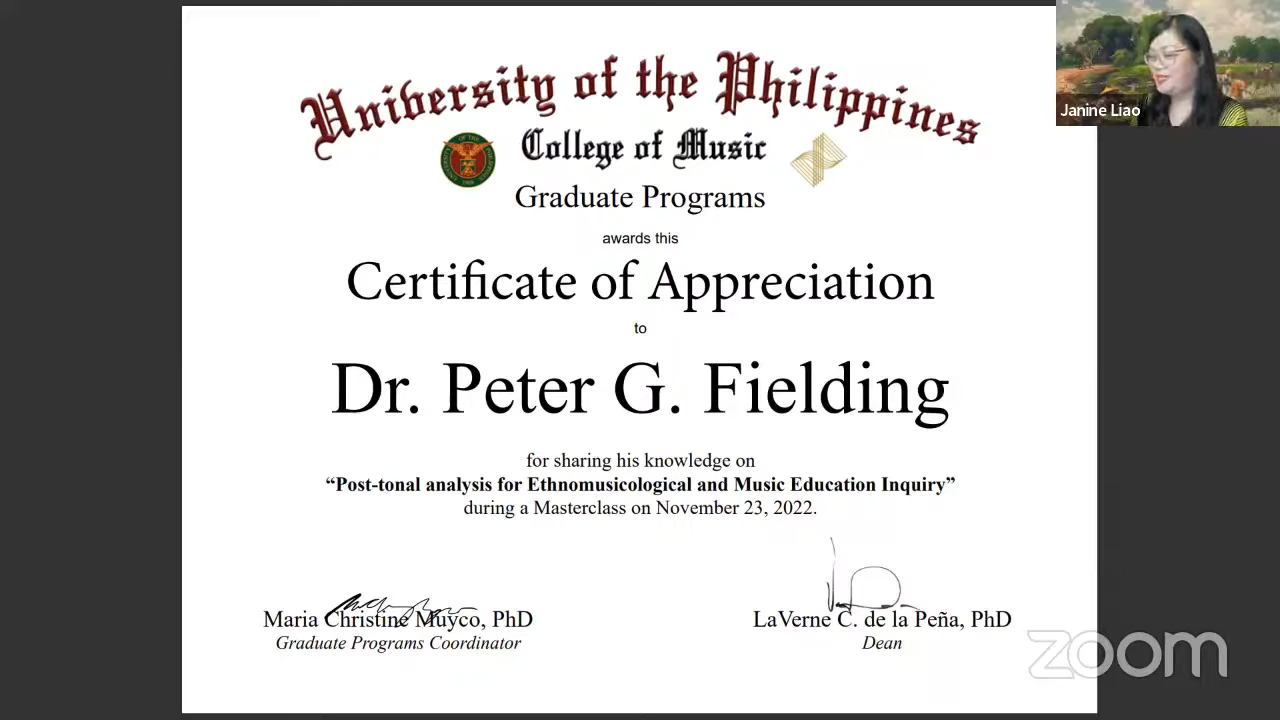 University of the Philippines
College of Music
Graduate Programs
awards this
Certificate of Appreciation
to
Dr. Peter G. Fielding
for sharing his knowledge on
“Post-tonal analysis for Ethnomusicological and Music Education Inquiry”
during a Masterclass on November 23, 2022.
Maria Christine Muyco, PhD
Graduate Programs Coordinator
LaVerne C. de la Peña, PhD
Dean
Janine Liao
zoom